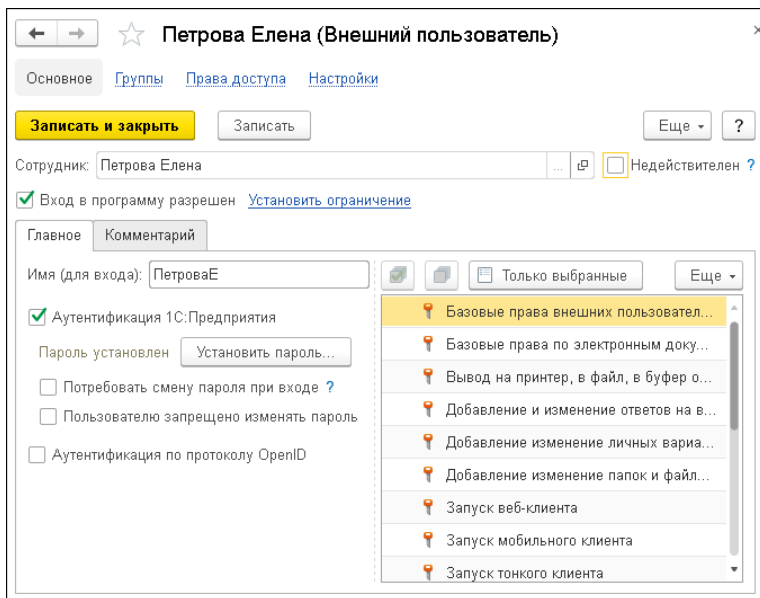 Петрова Елена (Внешний пользователь)
Основное Группы Права доступа Настройки
Записать и закрыть Записать Еще ?
Сотрудник: Петрова Елена ... Недействителен ?
Вход в программу разрешен Установить ограничение
Главное Комментарий
Имя (для входа): ПетроваЕ Только выбранные Еще
Аутентификация 1С:Предприятия
Пароль установлен Установить пароль...
Потребовать смену пароля при входе ?
Пользователю запрещено изменять пароль
Аутентификация по протоколу OpenID
Базовые права внешних пользовател...
Базовые права по электронным доку...
Вывод на принтер, в файл, в буфер о...
Добавление и изменение ответов на в...
Добавление изменение личных вариа...
Добавление изменение папок и файл...
Запуск веб-клиента
Запуск мобильного клиента
Запуск тонкого клиента